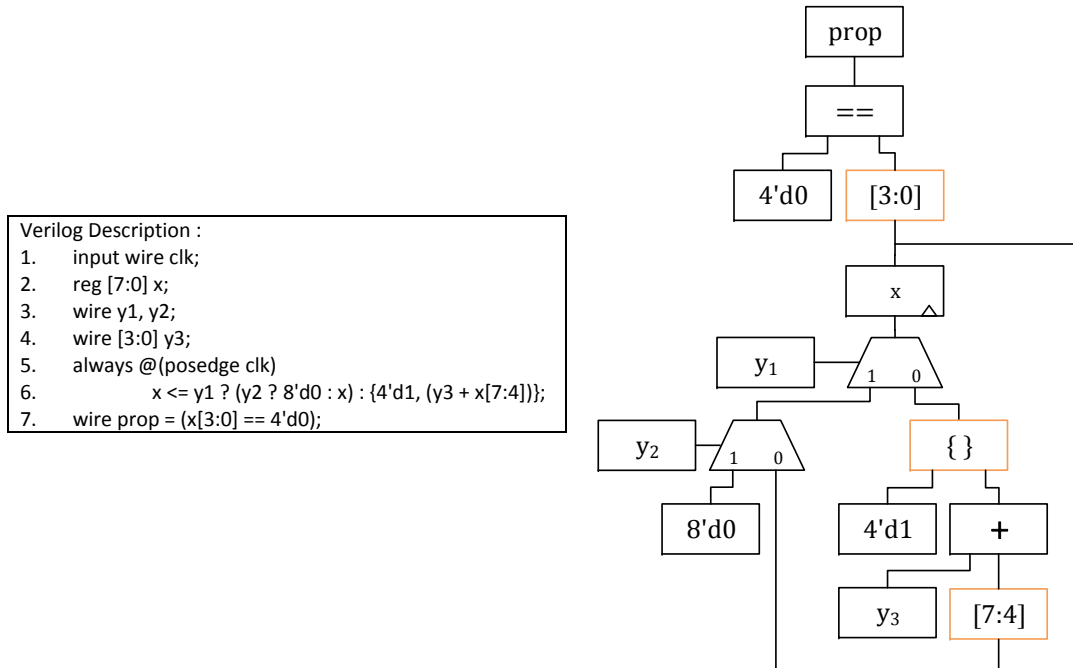 Verilog Description :
1. input wire clk;
2. reg [7:0] x;
3. wire y1, y2;
4. wire [3:0] y3;
5. always @(posedge clk)
6. x <= y1 ? (y2 ? 8'd0 : x) : {4'd1, (y3 + x[7:4])};
7. wire prop = (x[3:0] == 4'd0);
prop
==
4'd0 [3:0]
x
y₁
1 0
y₂
1 0
{ }
8'd0 4'd1 +
y₃ [7:4]